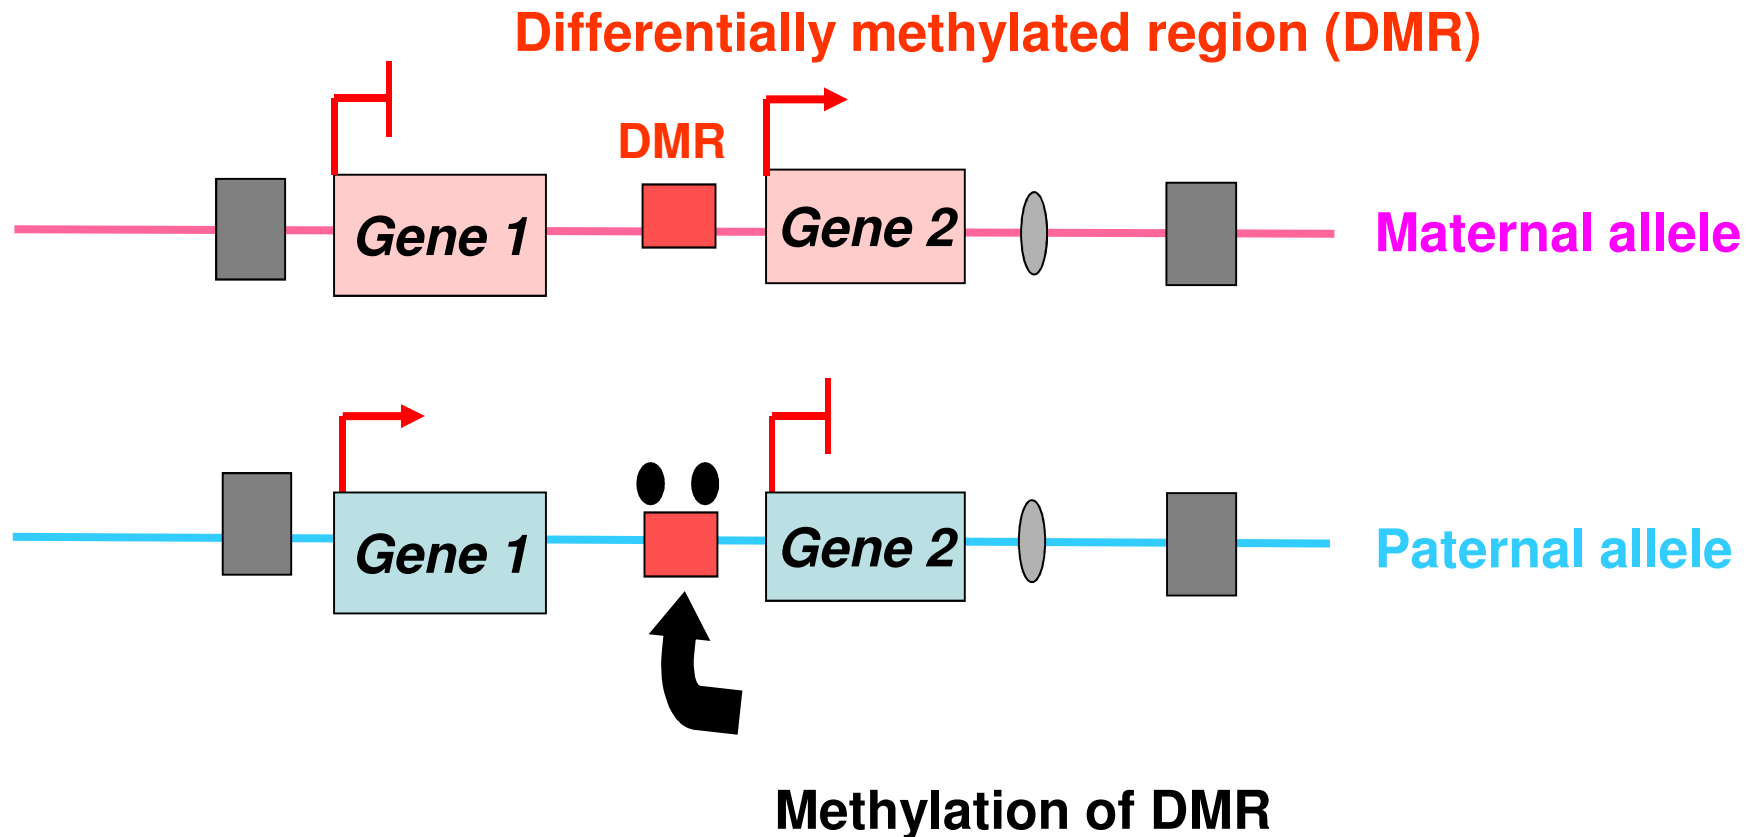 Differentially methylated region (DMR)
DMR
Gene 1
Gene 2
Maternal allele
Gene 1
Gene 2
Paternal allele
Methylation of DMR